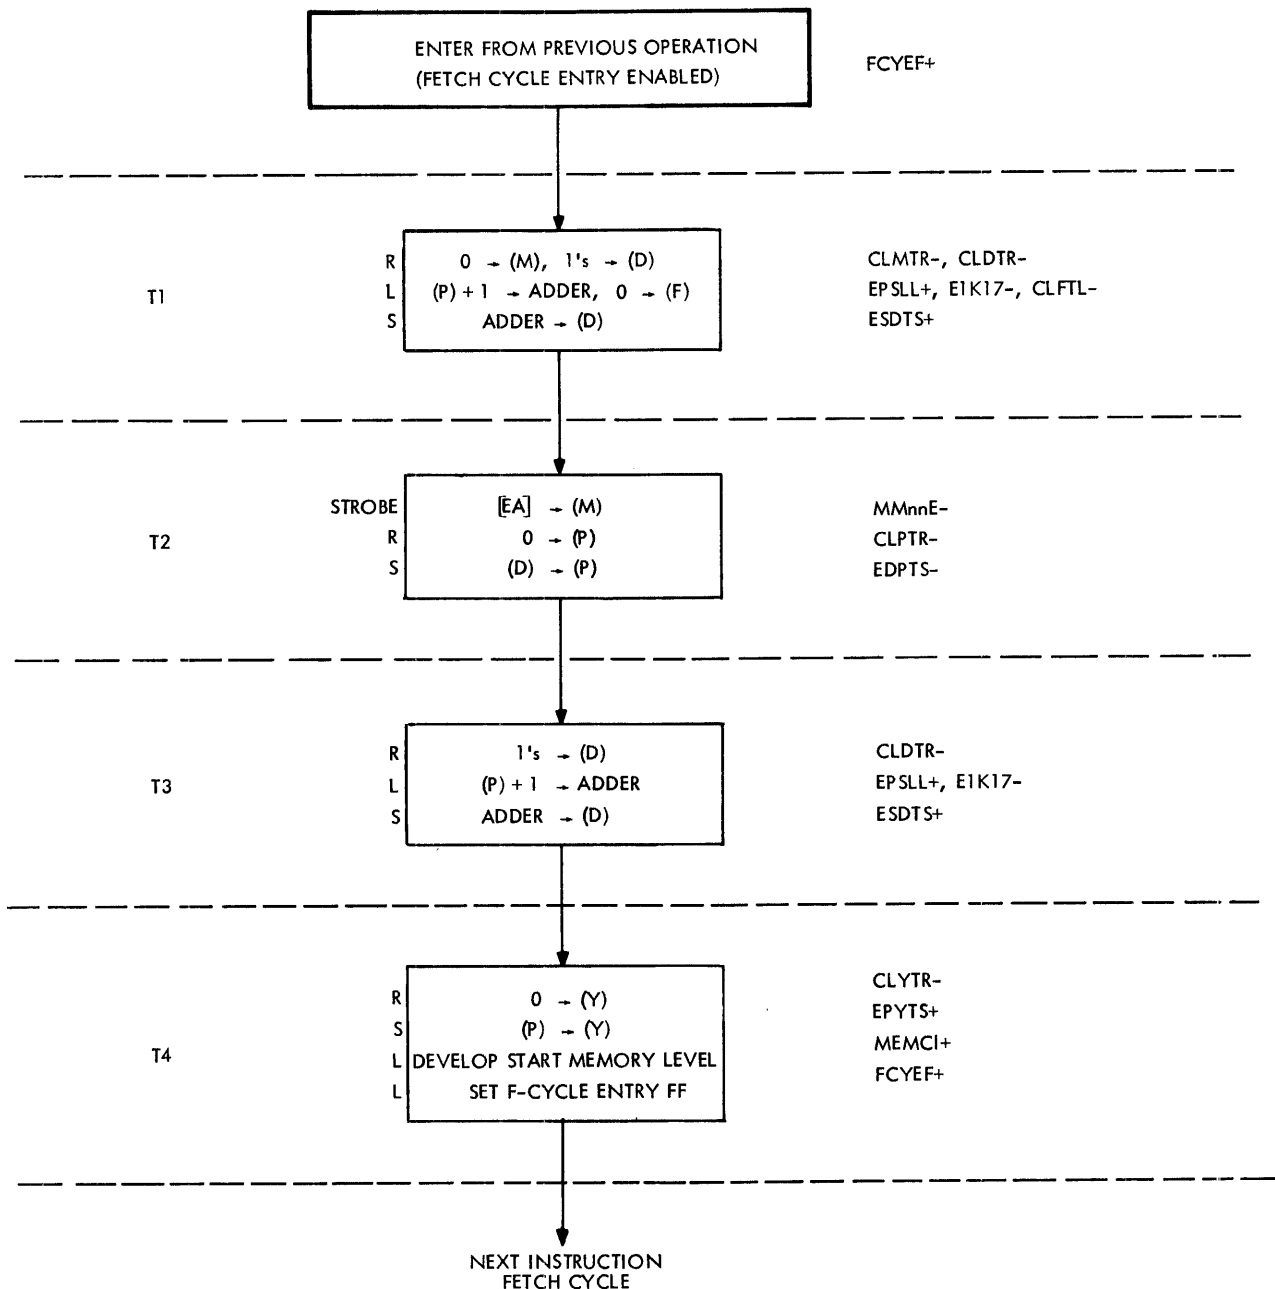 ENTER FROM PREVIOUS OPERATION
(FETCH CYCLE ENTRY ENABLED)
FCYEF+
T1
R 0 → (M), 1's → (D) CLMTR-, CLDTR-
L (P) + 1 → ADDER, 0 → (F) EPSLL+, E1K17-, CLFTL-
S ADDER → (D) ESDTS+
T2
STROBE [EA] → (M) MMnnE-
R 0 → (P) CLPTR-
S (D) → (P) EDPTS-
T3
R 1's → (D) CLDTR-
L (P) + 1 → ADDER EPSLL+, E1K17-
S ADDER → (D) ESDTS+
T4
R 0 → (Y) CLYTR-
S (P) → (Y) EPYTS+
L DEVELOP START MEMORY LEVEL MEMCI+
L SET F-CYCLE ENTRY FF FCYEF+
NEXT INSTRUCTION
FETCH CYCLE